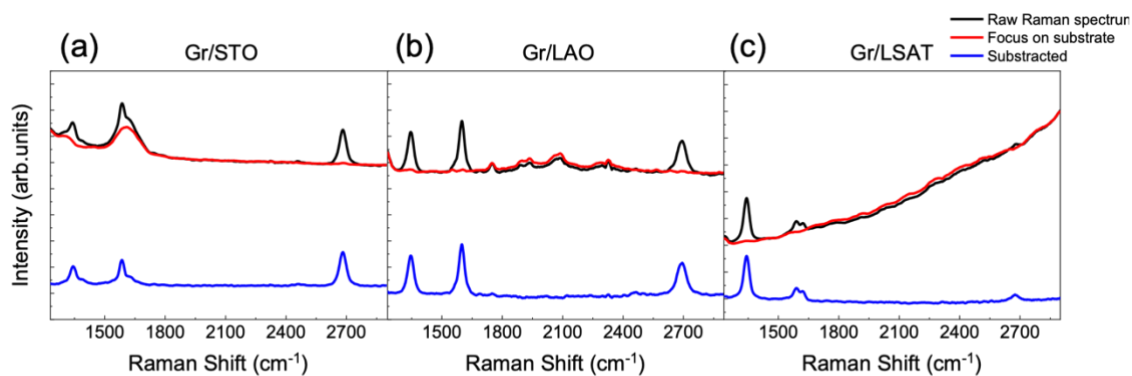 Raw Raman spectrun
Focus on substrate
Substracted
(a) Gr/STO
(b) Gr/LAO
(c) Gr/LSAT
Intensity (arb.units)
1500 1800 2100 2400 2700
1500 1800 2100 2400 2700
1500 1800 2100 2400 2700
Raman Shift (cm⁻¹)
Raman Shift (cm⁻¹)
Raman Shift (cm⁻¹)